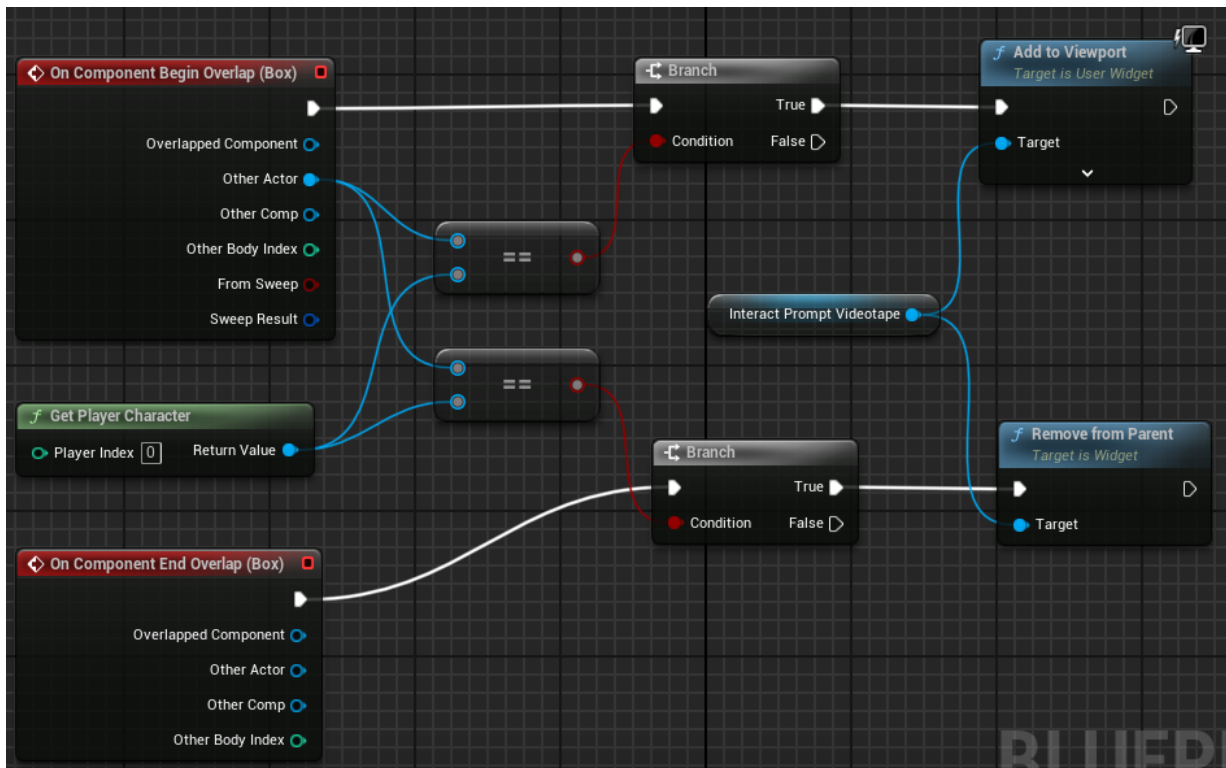 On Component Begin Overlap (Box)
Overlapped Component
Other Actor
Other Comp
Other Body Index
From Sweep
Sweep Result
Get Player Character
Player Index 0 Return Value
On Component End Overlap (Box)
Overlapped Component
Other Actor
Other Comp
Other Body Index
==
==
Branch
True
Condition False
Interact Prompt Videotape
Branch
True
Condition False
f Add to Viewport
Target is User Widget
Target
f Remove from Parent
Target is Widget
Target